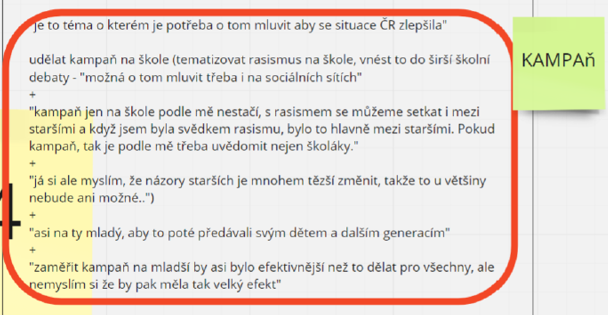 je to téma o kterém je potřeba o tom mluvit aby se situace ČR zlepšila"
udělat kampaň na škole (tematizovat rasismus na škole, vnést to do širší školní
debaty - "možná o tom mluvit třeba i na sociálních sítích"
+
"kampaň jen na škole podle mě nestačí, s rasismem se můžeme setkat i mezi
staršími a když jsem byla svědkem rasismu, bylo to hlavně mezi staršími. Pokud
kampaň, tak je podle mě třeba uvědomit nejen školáky."
+
"já si ale myslím, že názory starších je mnohem těžší změnit, takže to u většiny
nebude ani možné..")
+
"asi na ty mladý, aby to poté předávali svým dětem a dalším generacím"
+
"zaměřit kampaň na mladší by asi bylo efektivnější než to dělat pro všechny, ale
nemyslím si že by pak měla tak velký efekt"
KAMPAň
4